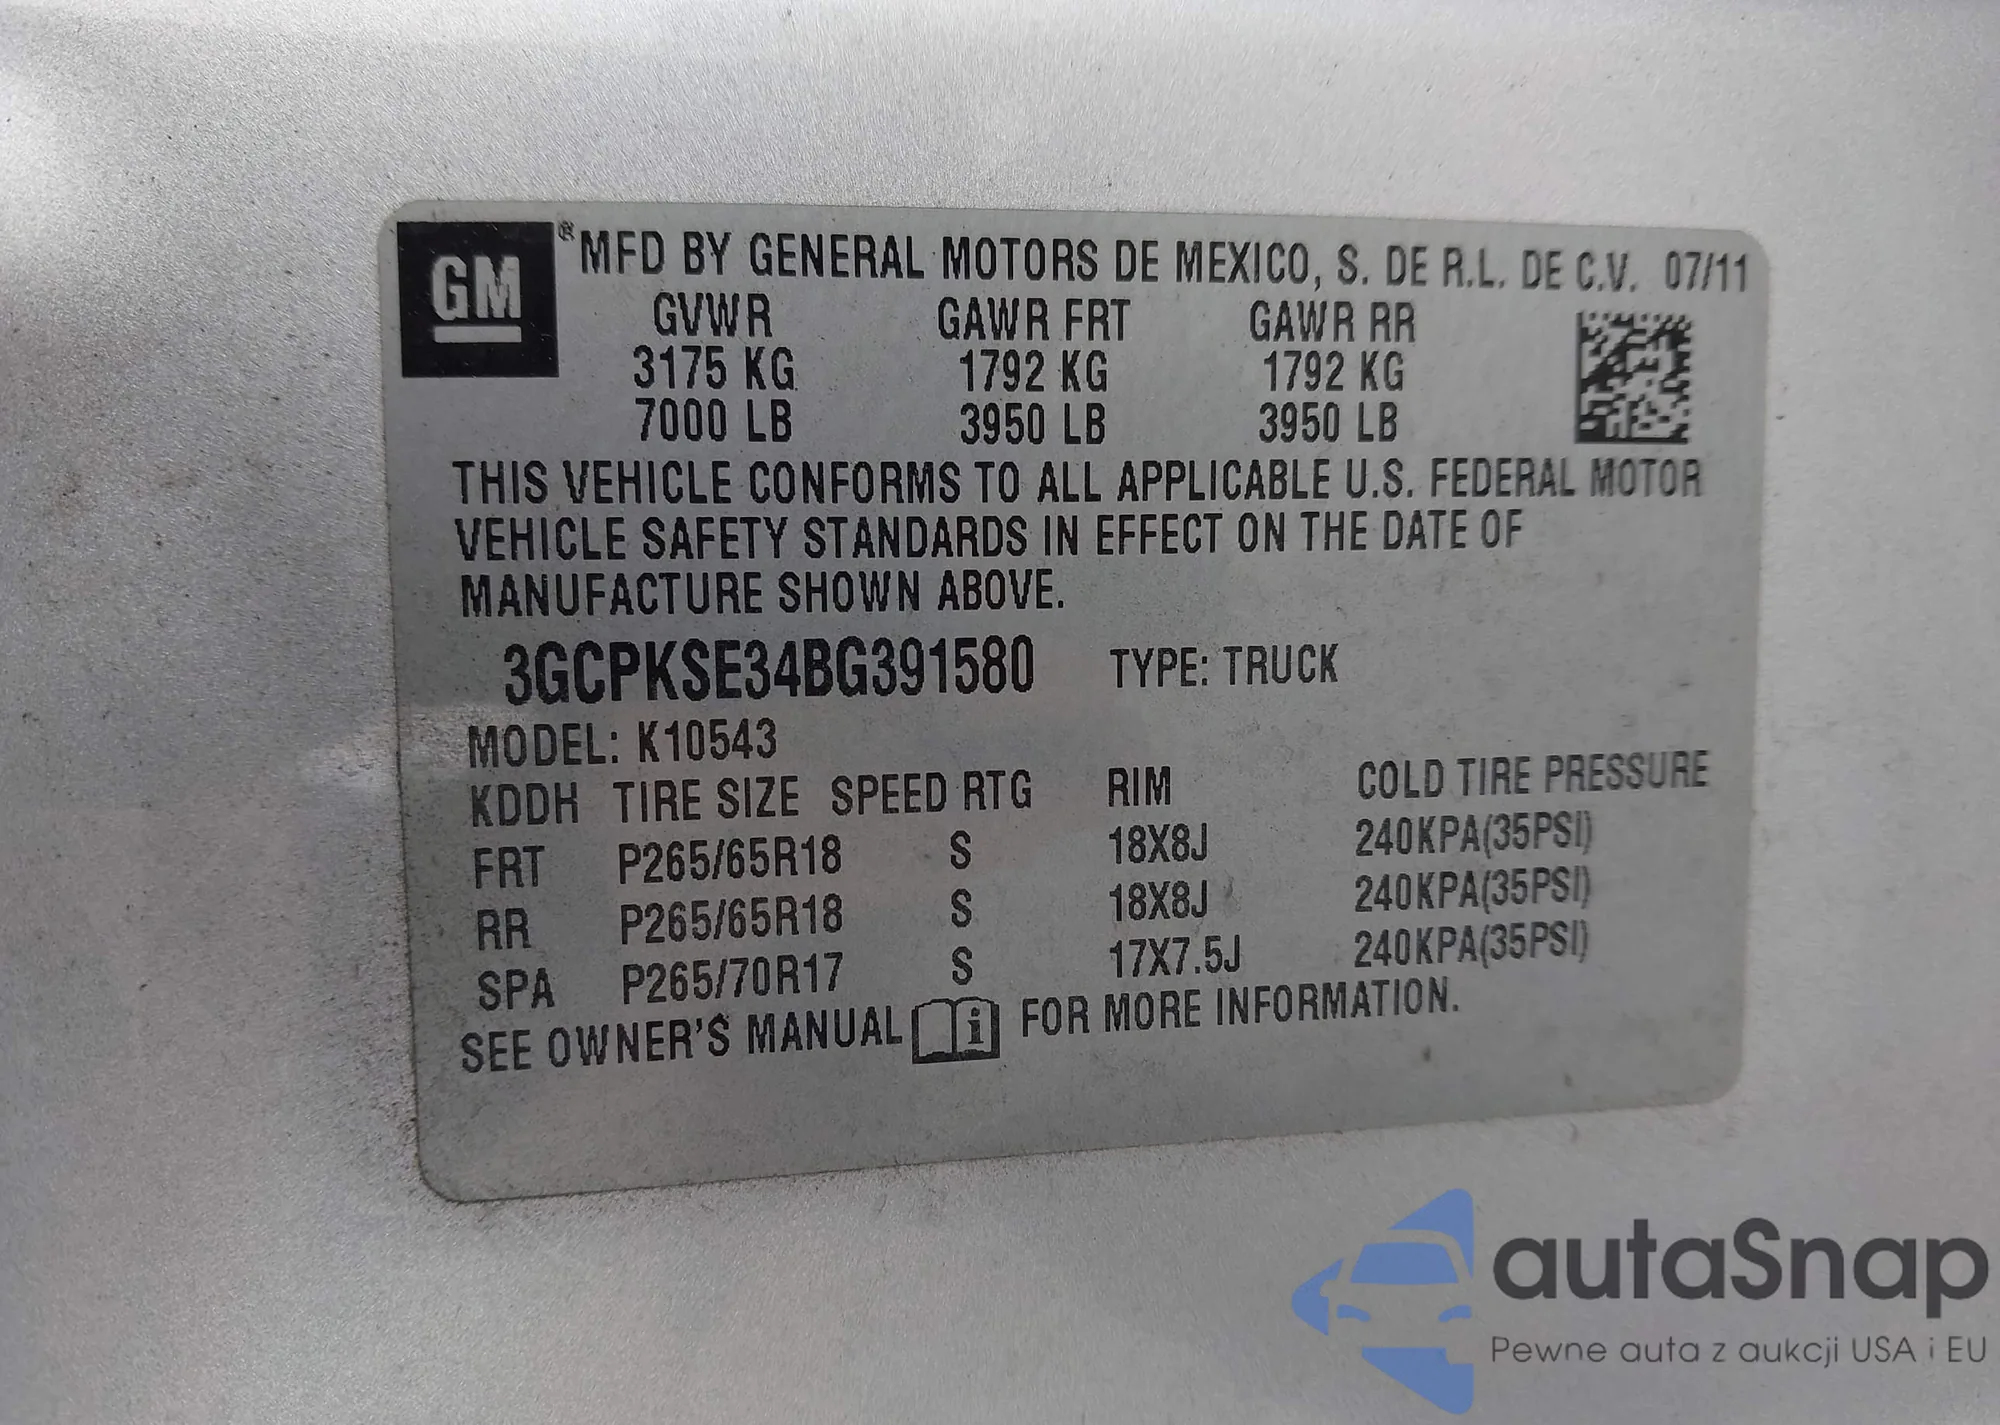 GM ® MFD BY GENERAL MOTORS DE MEXICO, S. DE R.L. DE C.V. 07/11
GVWR GAWR FRT GAWR RR
3175 KG 1792 KG 1792 KG
7000 LB 3950 LB 3950 LB
THIS VEHICLE CONFORMS TO ALL APPLICABLE U.S. FEDERAL MOTOR
VEHICLE SAFETY STANDARDS IN EFFECT ON THE DATE OF
MANUFACTURE SHOWN ABOVE.
3GCPKSE34BG391580 TYPE: TRUCK
MODEL: K10543
KDDH TIRE SIZE SPEED RTG RIM COLD TIRE PRESSURE
FRT P265/65R18 S 18X8J 240KPA(35PSI)
RR P265/65R18 S 18X8J 240KPA(35PSI)
SPA P265/70R17 S 17X7.5J 240KPA(35PSI)
SEE OWNER'S MANUAL i FOR MORE INFORMATION.
autaSnap
Pewne auta z aukcji USA i EU